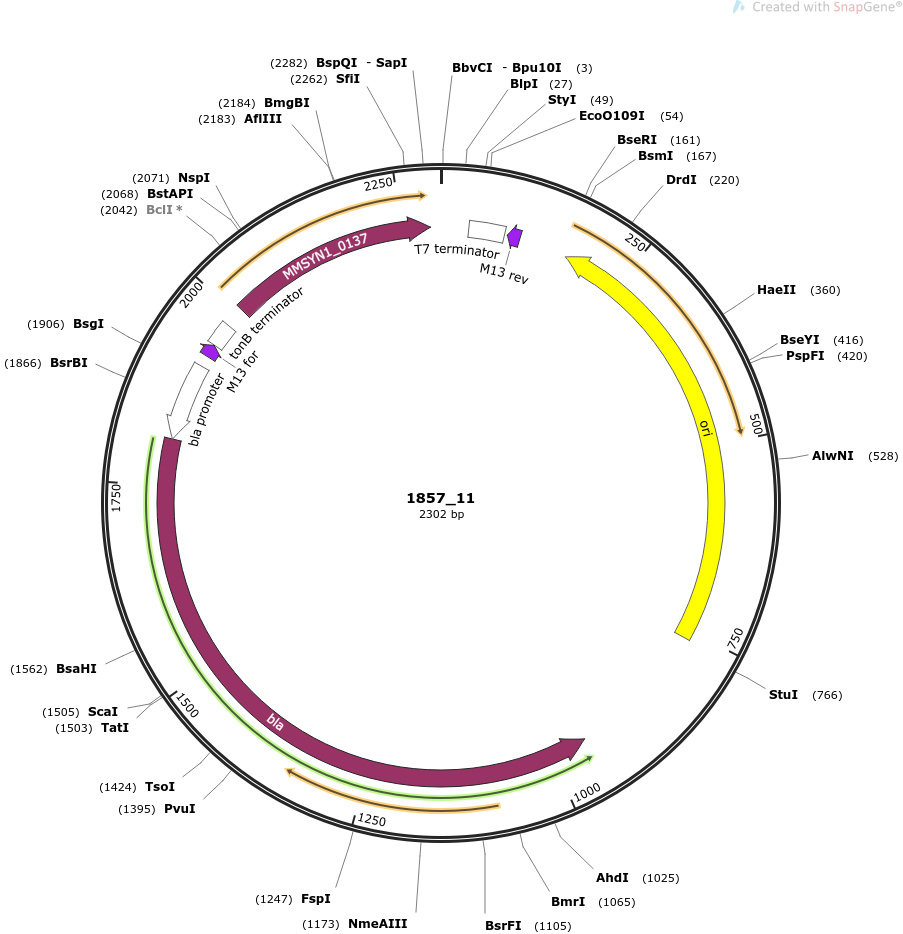 Created with SnapGene®
(2282) BspQI - SapI
(2262) SfiI
(2184) BmgBI
(2183) AflIII
(2071) NspI
(2068) BstAPI
(2042) BclI *
(1906) BsgI
(1866) BsrBI
(1562) BsaHI
(1505) ScaI
(1503) TatI
(1424) TsoI
(1395) PvuI
(1247) FspI
(1173) NmeAIII
BbvCI - Bpu10I (3)
BlpI (27)
StyI (49)
EcoO109I (54)
BseRI (161)
BsmI (167)
DrdI (220)
HaeII (360)
BseYI (416)
PspFI (420)
AlwNI (528)
StuI (766)
AhdI (1025)
BmrI (1065)
BsrFI (1105)
250
500
750
1000
1250
1500
1750
2000
2250
MMSYN1_0137
T7 terminator
M13 rev
tonB terminator
M13 for
bla promoter
ori
bla
1857_11
2302 bp